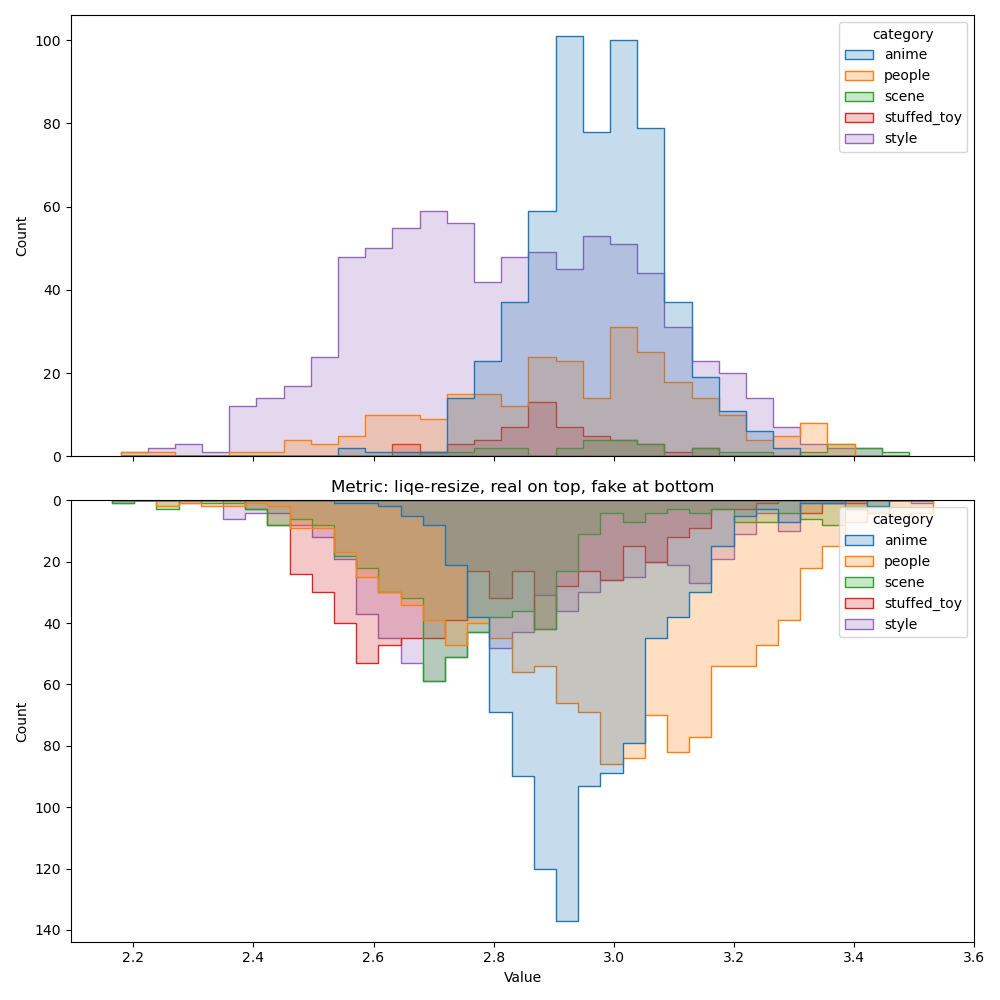 100
80
60
40
20
0
Count
category
anime
people
scene
stuffed_toy
style
Metric: liqe-resize, real on top, fake at bottom
0
20
40
60
80
100
120
140
Count
category
anime
people
scene
stuffed_toy
style
2.2 2.4 2.6 2.8 3.0 3.2 3.4 3.6
Value